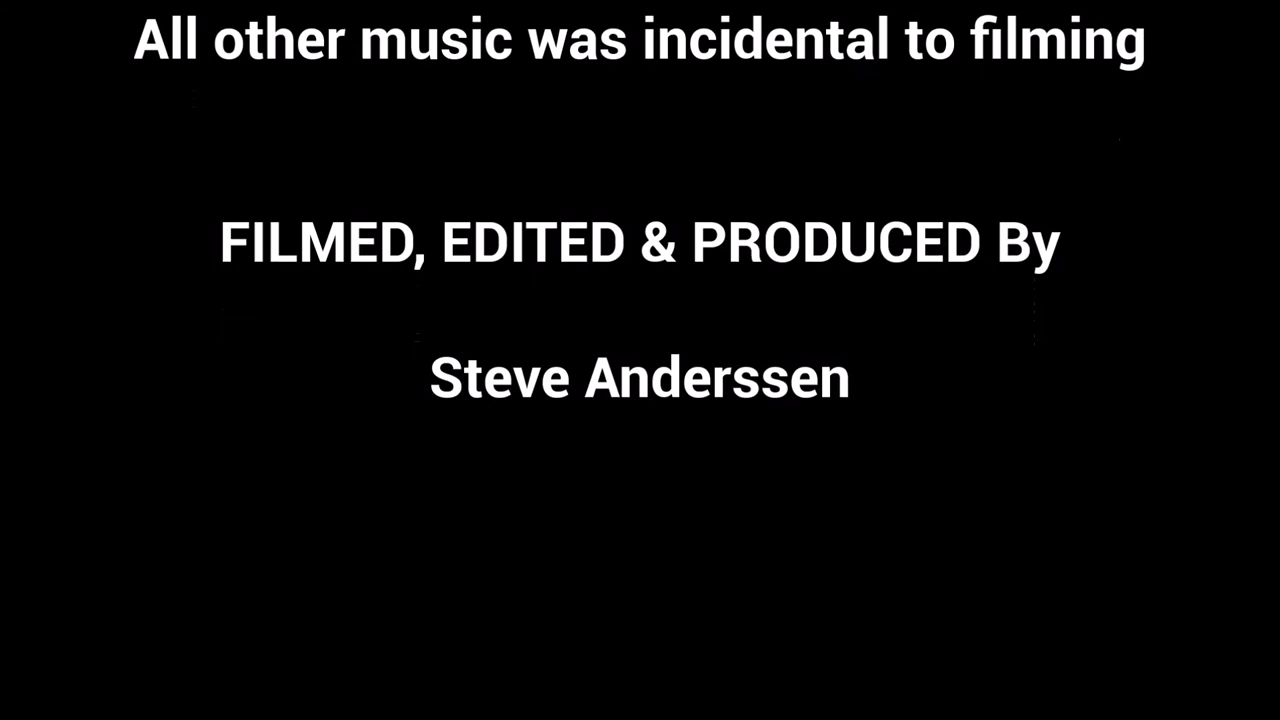 All other music was incidental to filming
FILMED, EDITED & PRODUCED By
Steve Anderssen